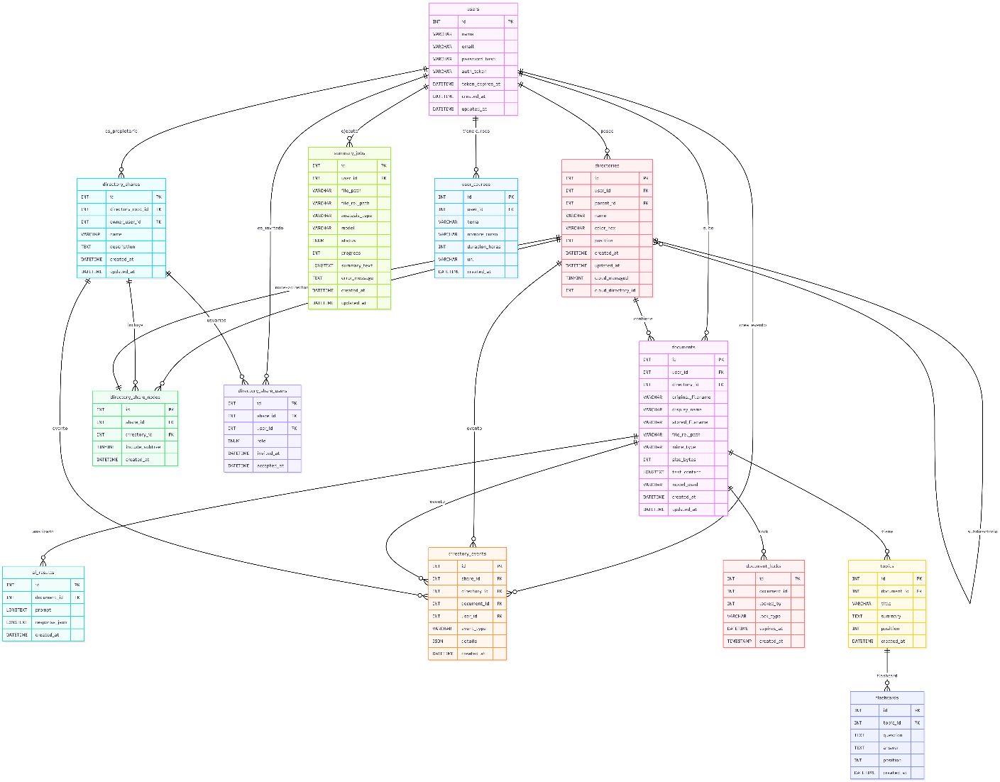 users
INT id PK
VARCHAR name
VARCHAR email
VARCHAR password_hash
VARCHAR auth_token
DATETIME token_expires_at
DATETIME created_at
DATETIME updated_at
es_propietario
ejecuta
tiene cursos
posee
es_invitado
sube
crea evento
summary_jobs
INT id PK
INT user_id FK
VARCHAR file_path
VARCHAR file_rel_path
VARCHAR analysis_type
VARCHAR model
ENUM status
INT progress
LONGTEXT summary_text
TEXT error_message
DATETIME created_at
DATETIME updated_at
directories
INT id PK
INT user_id FK
INT parent_id FK
VARCHAR name
VARCHAR color_hex
INT position
DATETIME created_at
DATETIME updated_at
TINYINT cloud_managed
INT cloud_directory_id
directory_shares
INT id PK
INT directory_root_id FK
INT owner_user_id FK
VARCHAR name
TEXT description
DATETIME created_at
DATETIME updated_at
user_courses
INT id PK
INT user_id FK
VARCHAR tema
VARCHAR nombre_curso
INT duracion_horas
VARCHAR url
DATETIME created_at
node->director
incluye
usuarios
contiene
documents
INT id PK
INT user_id FK
INT directory_id FK
VARCHAR original_filename
VARCHAR display_name
VARCHAR stored_filename
VARCHAR file_rel_path
VARCHAR mime_type
INT size_bytes
LONGTEXT text_content
VARCHAR model_used
DATETIME created_at
DATETIME updated_at
directory_share_nodes
INT id PK
INT share_id FK
INT directory_id FK
TINYINT include_subtree
DATETIME created_at
directory_share_users
INT id PK
INT share_id FK
INT user_id FK
ENUM role
DATETIME invited_at
DATETIME accepted_at
evento
evento
evento
analizado
lock
tiene
subdirectorio
ai_results
INT id PK
INT document_id FK
LONGTEXT prompt
LONGTEXT response_json
DATETIME created_at
directory_events
INT id PK
INT share_id FK
INT directory_id FK
INT document_id FK
INT user_id FK
VARCHAR event_type
JSON details
DATETIME created_at
document_locks
INT id PK
INT document_id
INT locked_by
VARCHAR lock_type
DATETIME expires_at
TIMESTAMP created_at
topics
INT id PK
INT document_id FK
VARCHAR title
TEXT summary
INT position
DATETIME created_at
flashcard
flashcards
INT id PK
INT topic_id FK
TEXT question
TEXT answer
INT position
DATETIME created_at